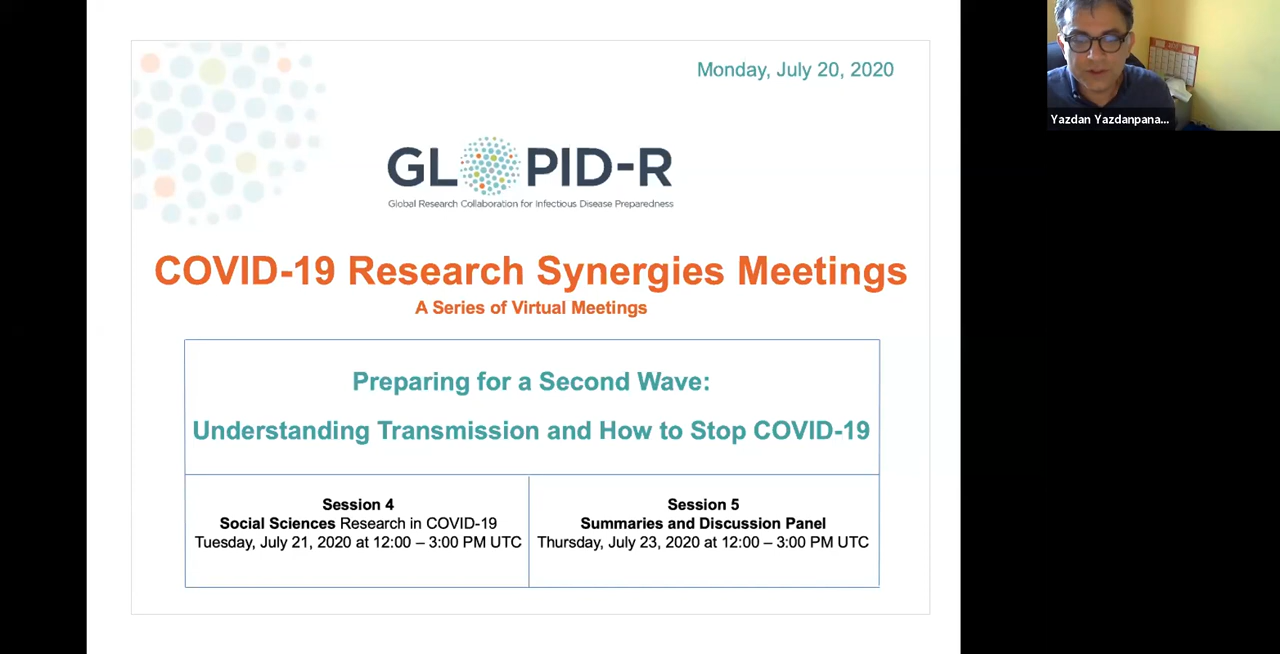 Monday, July 20, 2020
GLOPID-R
Global Research Collaboration for Infectious Disease Preparedness
COVID-19 Research Synergies Meetings
A Series of Virtual Meetings
Preparing for a Second Wave:
Understanding Transmission and How to Stop COVID-19
Session 4
Social Sciences Research in COVID-19
Tuesday, July 21, 2020 at 12:00 – 3:00 PM UTC
Session 5
Summaries and Discussion Panel
Thursday, July 23, 2020 at 12:00 – 3:00 PM UTC
Yazdan Yazdanpana...